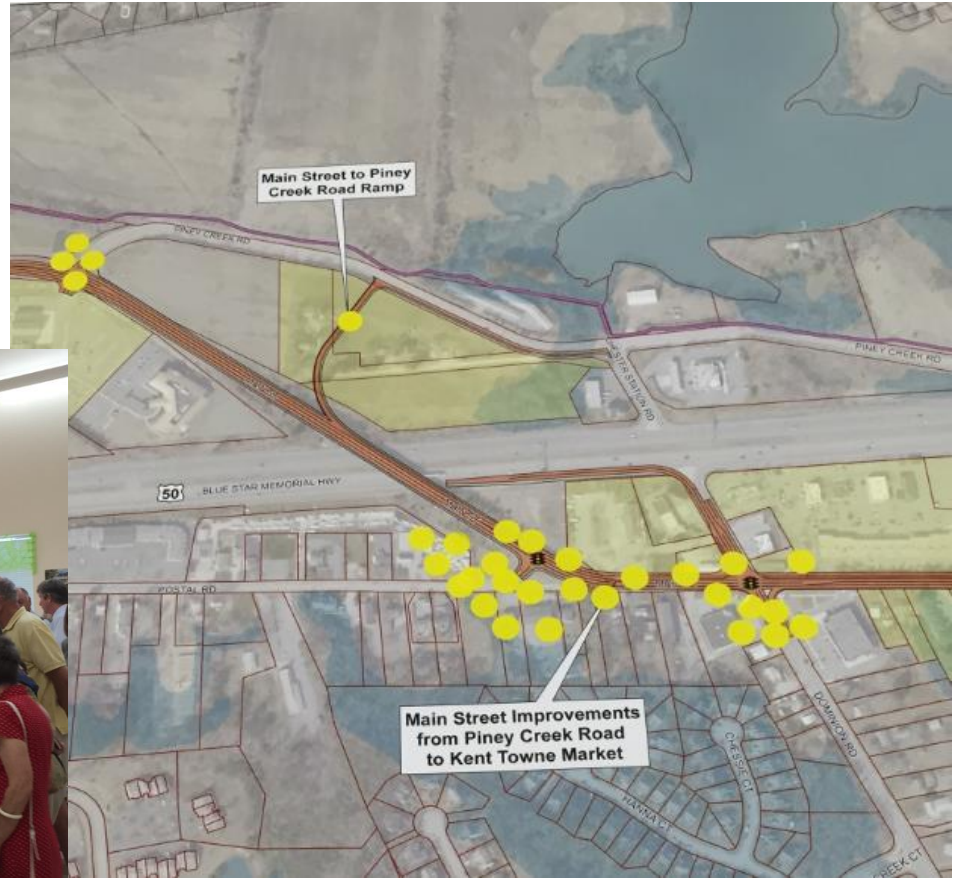 Main Street to Piney
Creek Road Ramp
PINEY CREEK RD
PINEY CREEK RD
STATION RD
50
BLUE STAR MEMORIAL HWY
POSTAL RD
Main Street Improvements
from Piney Creek Road
to Kent Towne Market
DOMINION RD
CHESSIE CT
HANNA CT
CREEK CT